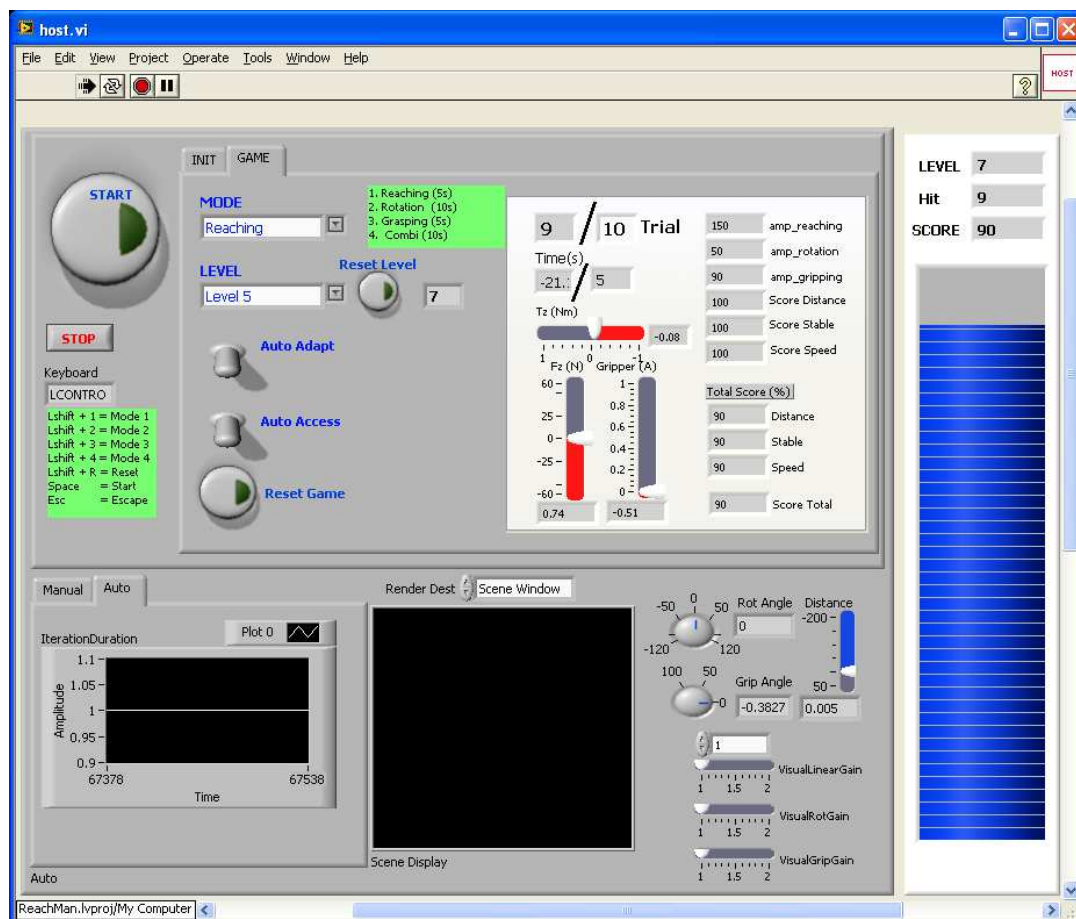 host.vi
File Edit View Project Operate Tools Window Help
HOST
INIT GAME
START
MODE
Reaching
1. Reaching (5s)
2. Rotation (10s)
3. Grasping (5s)
4. Combi (10s)
LEVEL
Level 5
Reset Level
7
STOP
Keyboard
LCONTRO
Lshift + 1 = Mode 1
Lshift + 2 = Mode 2
Lshift + 3 = Mode 3
Lshift + 4 = Mode 4
Lshift + R = Reset
Space = Start
Esc = Escape
Auto Adapt
Auto Access
Reset Game
9 / 10 Trial
Time(s)
-21.: / 5
Tz (Nm)
-0.08
1 0 -1
Fz (N) Gripper (A)
60 1
0.8
25 0.6
0 0.4
-25 0.2
-60 0
0.74 -0.51
150 amp_reaching
50 amp_rotation
90 amp_gripping
100 Score Distance
100 Score Stable
100 Score Speed
Total Score (%)
90 Distance
90 Stable
90 Speed
90 Score Total
LEVEL 7
Hit 9
SCORE 90
Manual Auto
IterationDuration
Plot 0
1.1
1.05
1
0.95
0.9
Amplitude
67378 67538
Time
Auto
Render Dest Scene Window
Scene Display
0
-50 50
-120 120
Rot Angle
0
Distance
-200
50
0.005
100 50
0
Grip Angle
-0.3827
1
VisualLinearGain
1 1.5 2
VisualRotGain
1 1.5 2
VisualGripGain
1 1.5 2
ReachMan.lvproj/My Computer